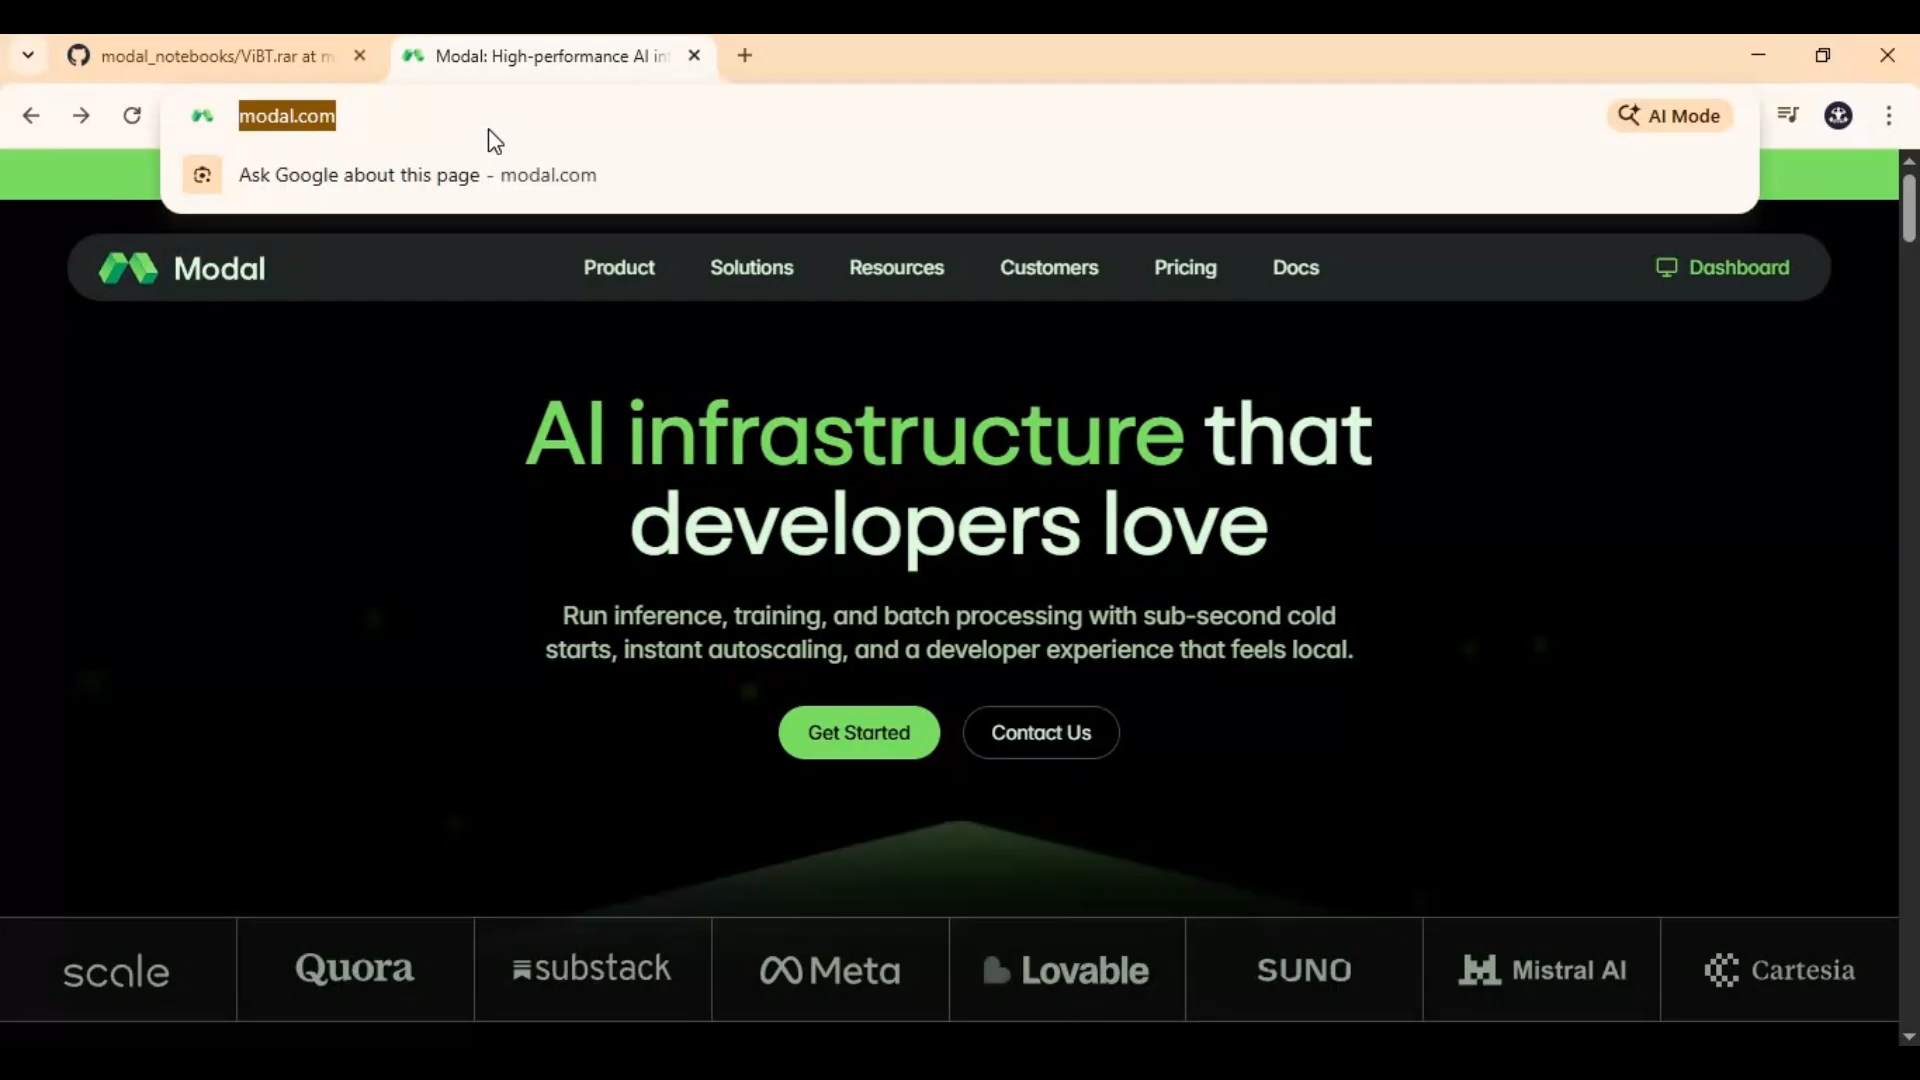 modal_notebooks/ViBT.rar at m
Modal: High-performance AI in
modal.com
AI Mode
Ask Google about this page - modal.com
Modal
Product
Solutions
Resources
Customers
Pricing
Docs
Dashboard
AI infrastructure that
developers love
Run inference, training, and batch processing with sub-second cold
starts, instant autoscaling, and a developer experience that feels local.
Get Started
Contact Us
scale
Quora
substack
Meta
Lovable
SUNO
Mistral AI
Cartesia